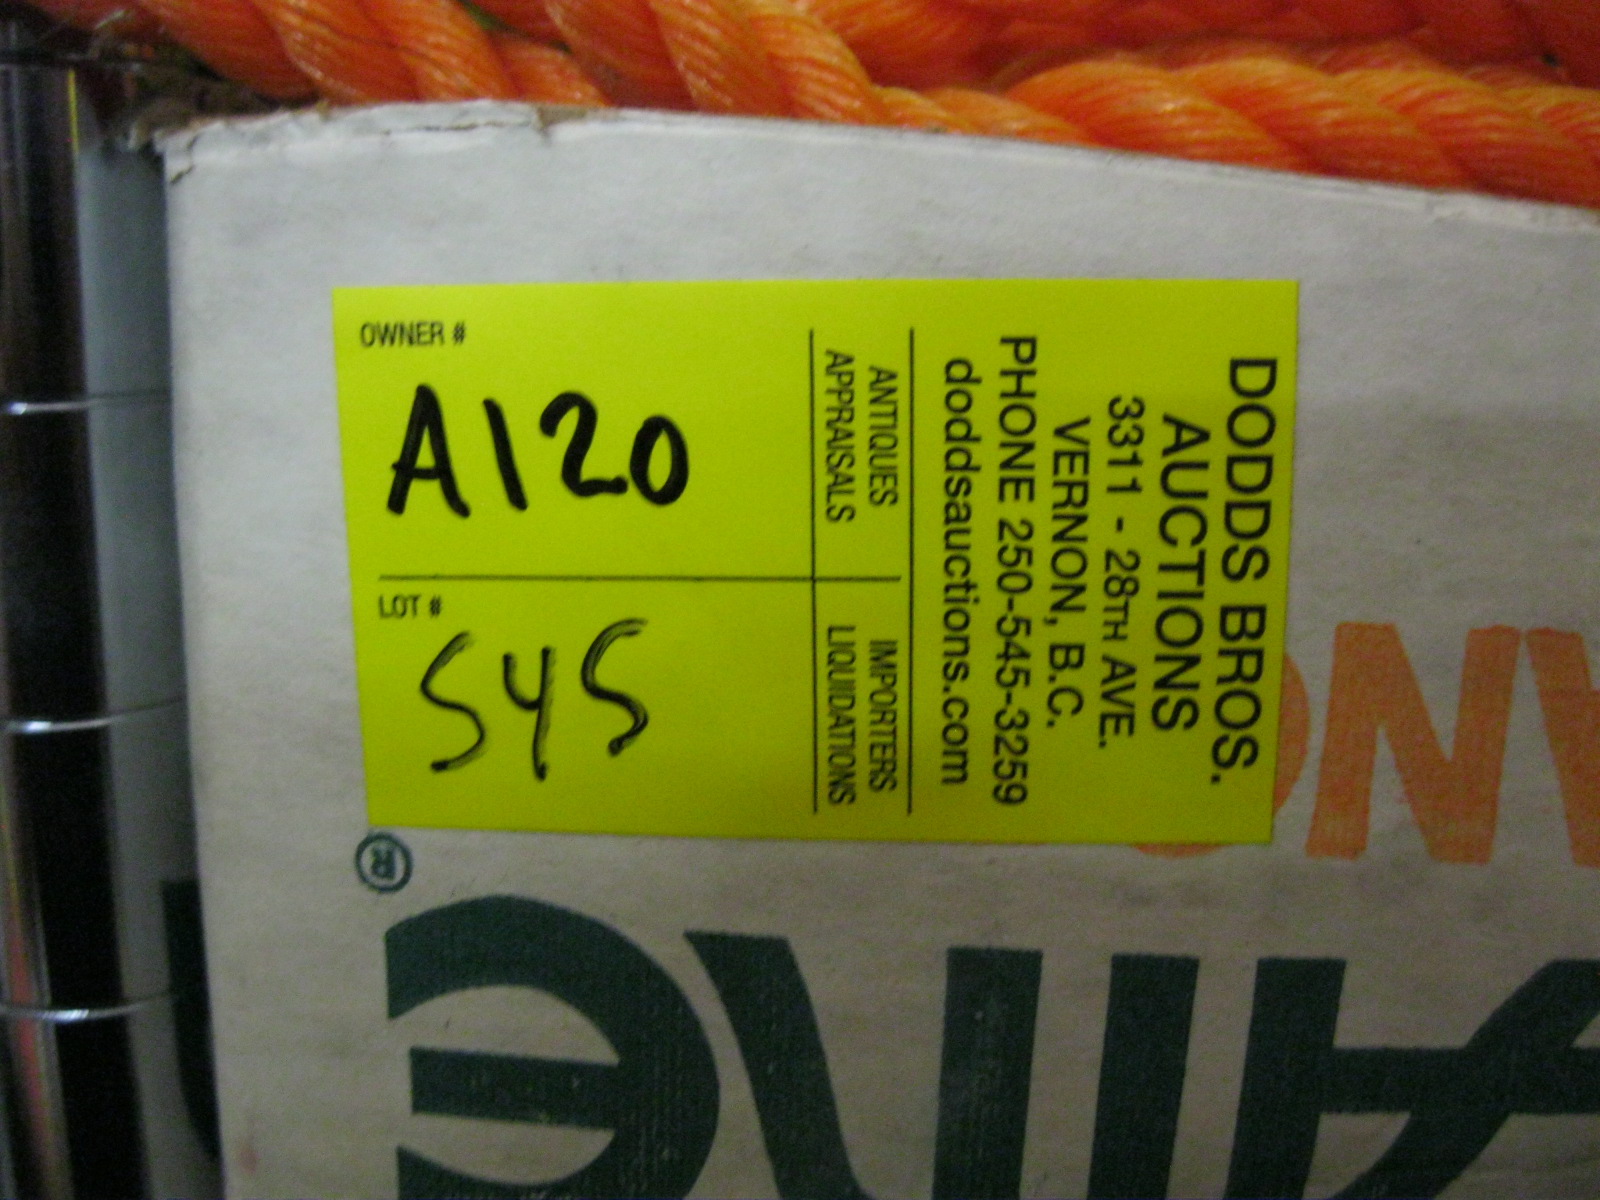 DODDS BROS.
AUCTIONS
3311 - 28TH AVE.
VERNON, B.C.
PHONE 250-545-3259
doddsauctions.com
ANTIQUES
APPRAISALS
IMPORTERS
LIQUIDATIONS
OWNER #
A120
LOT #
545
®